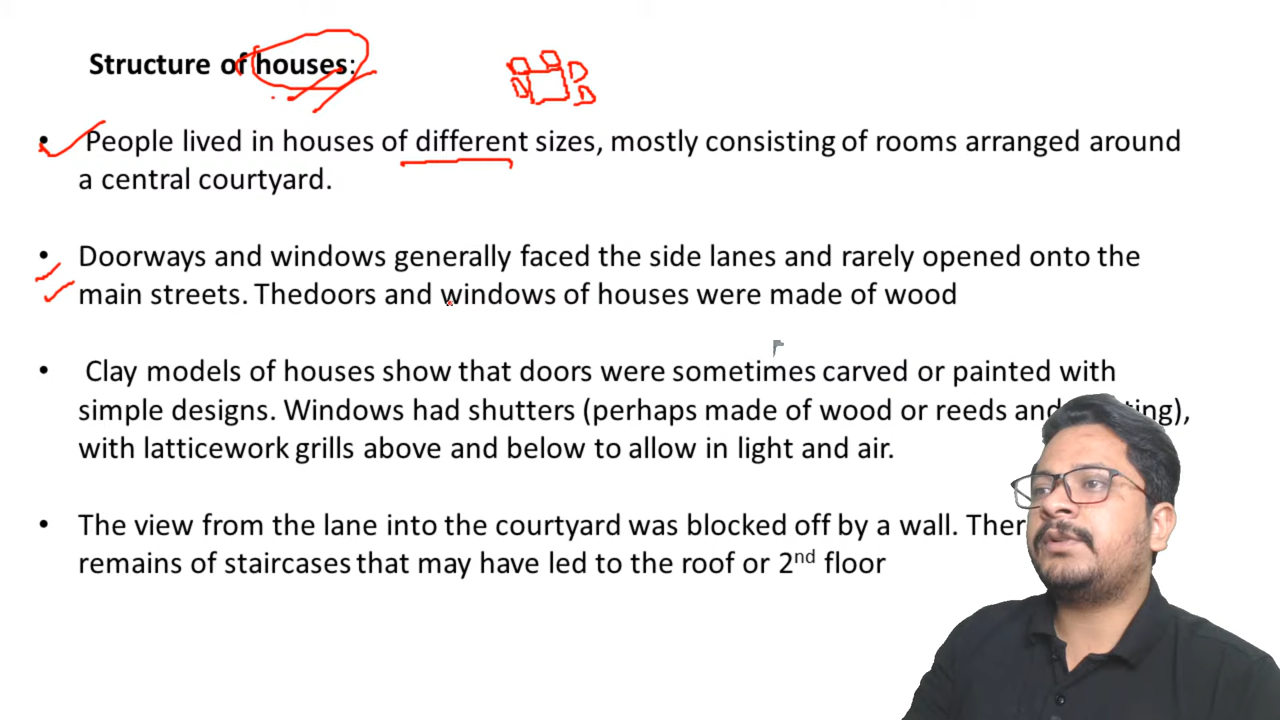 Structure of houses:
• People lived in houses of different sizes, mostly consisting of rooms arranged around
a central courtyard.
• Doorways and windows generally faced the side lanes and rarely opened onto the
main streets. Thedoors and windows of houses were made of wood
• Clay models of houses show that doors were sometimes carved or painted with
simple designs. Windows had shutters (perhaps made of wood or reeds and
with latticework grills above and below to allow in light and air.
• The view from the lane into the courtyard was blocked off by a wall.
remains of staircases that may have led to the roof or 2nd floor